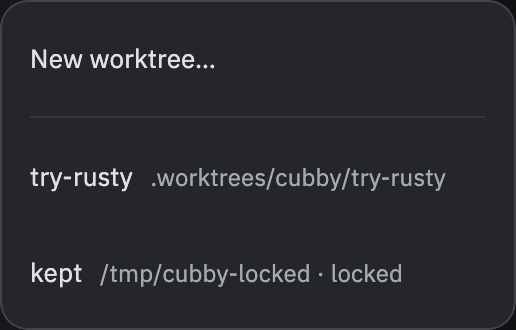 New worktree...
try-rusty .worktrees/cubby/try-rusty
kept /tmp/cubby-locked · locked